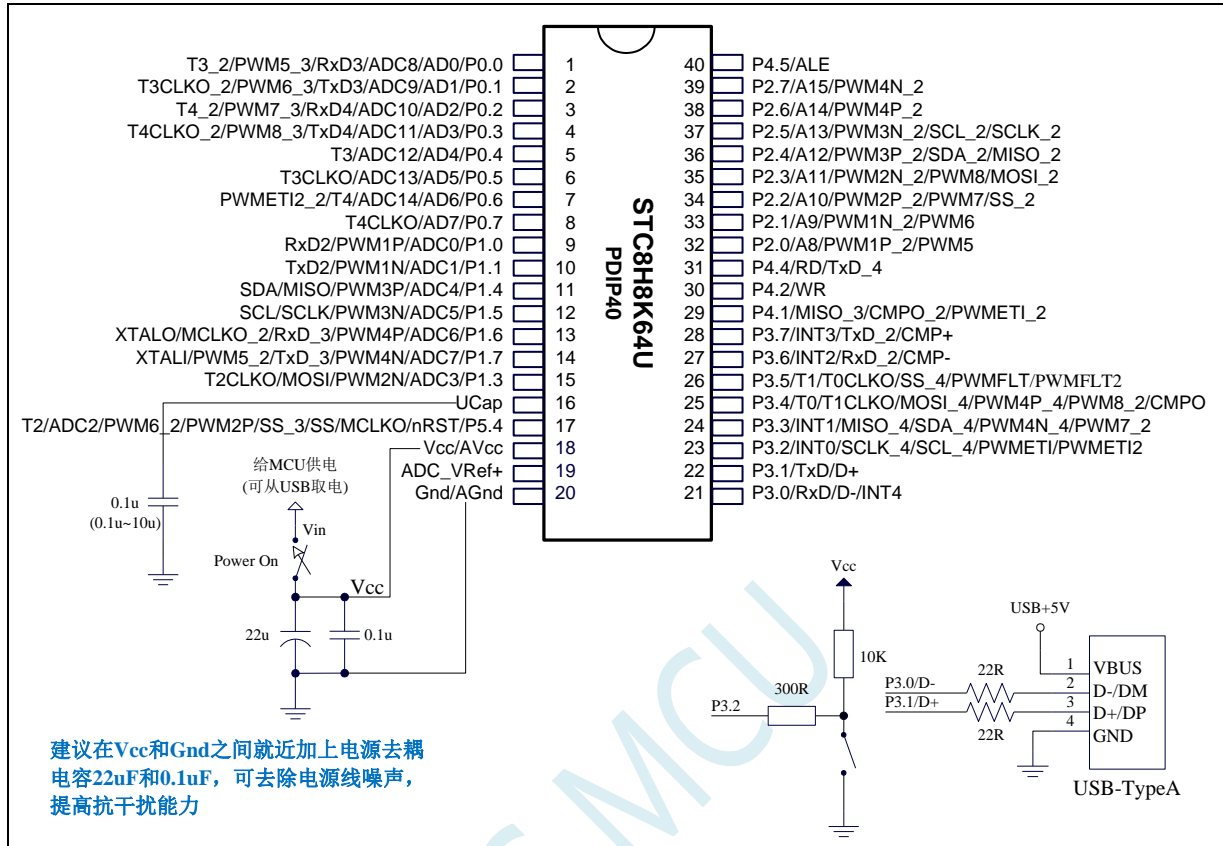 T3_2/PWM5_3/RxD3/ADC8/AD0/P0.0 1
T3CLKO_2/PWM6_3/TxD3/ADC9/AD1/P0.1 2
T4_2/PWM7_3/RxD4/ADC10/AD2/P0.2 3
T4CLKO_2/PWM8_3/TxD4/ADC11/AD3/P0.3 4
T3/ADC12/AD4/P0.4 5
T3CLKO/ADC13/AD5/P0.5 6
PWMETI2_2/T4/ADC14/AD6/P0.6 7
T4CLKO/AD7/P0.7 8
RxD2/PWM1P/ADC0/P1.0 9
TxD2/PWM1N/ADC1/P1.1 10
SDA/MISO/PWM3P/ADC4/P1.4 11
SCL/SCLK/PWM3N/ADC5/P1.5 12
XTALO/MCLKO_2/RxD_3/PWM4P/ADC6/P1.6 13
XTALI/PWM5_2/TxD_3/PWM4N/ADC7/P1.7 14
T2CLKO/MOSI/PWM2N/ADC3/P1.3 15
UCap 16
T2/ADC2/PWM6_2/PWM2P/SS_3/SS/MCLKO/nRST/P5.4 17
Vcc/AVcc 18
ADC_VRef+ 19
Gnd/AGnd 20
STC8H8K64U
PDIP40
40 P4.5/ALE
39 P2.7/A15/PWM4N_2
38 P2.6/A14/PWM4P_2
37 P2.5/A13/PWM3N_2/SCL_2/SCLK_2
36 P2.4/A12/PWM3P_2/SDA_2/MISO_2
35 P2.3/A11/PWM2N_2/PWM8/MOSI_2
34 P2.2/A10/PWM2P_2/PWM7/SS_2
33 P2.1/A9/PWM1N_2/PWM6
32 P2.0/A8/PWM1P_2/PWM5
31 P4.4/RD/TxD_4
30 P4.2/WR
29 P4.1/MISO_3/CMPO_2/PWMETI_2
28 P3.7/INT3/TxD_2/CMP+
27 P3.6/INT2/RxD_2/CMP-
26 P3.5/T1/T0CLKO/SS_4/PWMFLT/PWMFLT2
25 P3.4/T0/T1CLKO/MOSI_4/PWM4P_4/PWM8_2/CMPO
24 P3.3/INT1/MISO_4/SDA_4/PWM4N_4/PWM7_2
23 P3.2/INT0/SCLK_4/SCL_4/PWMETI/PWMETI2
22 P3.1/TxD/D+
21 P3.0/RxD/D-/INT4
0.1u
(0.1u~10u)
给MCU供电
(可从USB取电)
Vin
Power On
Vcc
22u
0.1u
建议在Vcc和Gnd之间就近加上电源去耦
电容22uF和0.1uF，可去除电源线噪声，
提高抗干扰能力
Vcc
10K
300R
P3.2
USB+5V
P3.0/D-
P3.1/D+
22R
22R
1 VBUS
2 D-/DM
3 D+/DP
4 GND
USB-TypeA
MCU